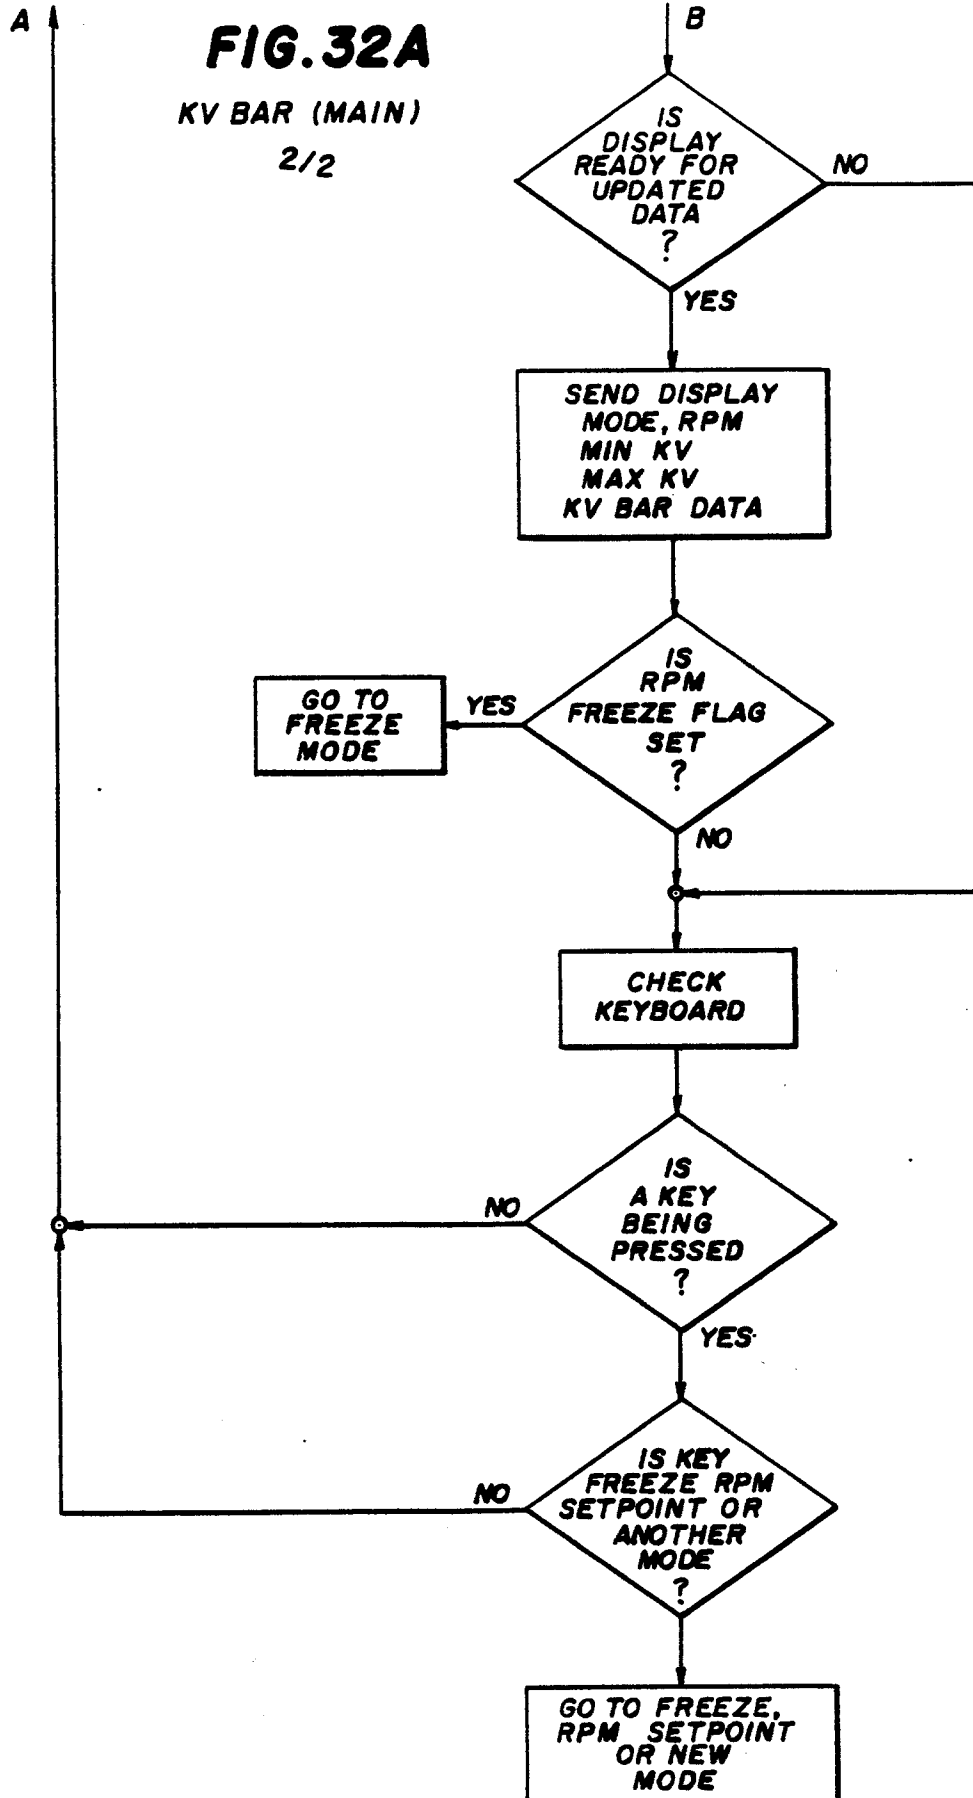 A
FIG. 32A
B
KV BAR (MAIN)
2/2
IS
DISPLAY
READY FOR
UPDATED
DATA
?
NO
YES
SEND DISPLAY
MODE, RPM
MIN KV
MAX KV
KV BAR DATA
IS
RPM
FREEZE FLAG
SET
?
YES
GO TO
FREEZE
MODE
NO
CHECK
KEYBOARD
IS
A KEY
BEING
PRESSED
?
NO
YES
IS KEY
FREEZE RPM
SETPOINT OR
ANOTHER
MODE
?
NO
GO TO FREEZE,
RPM SETPOINT
OR NEW
MODE